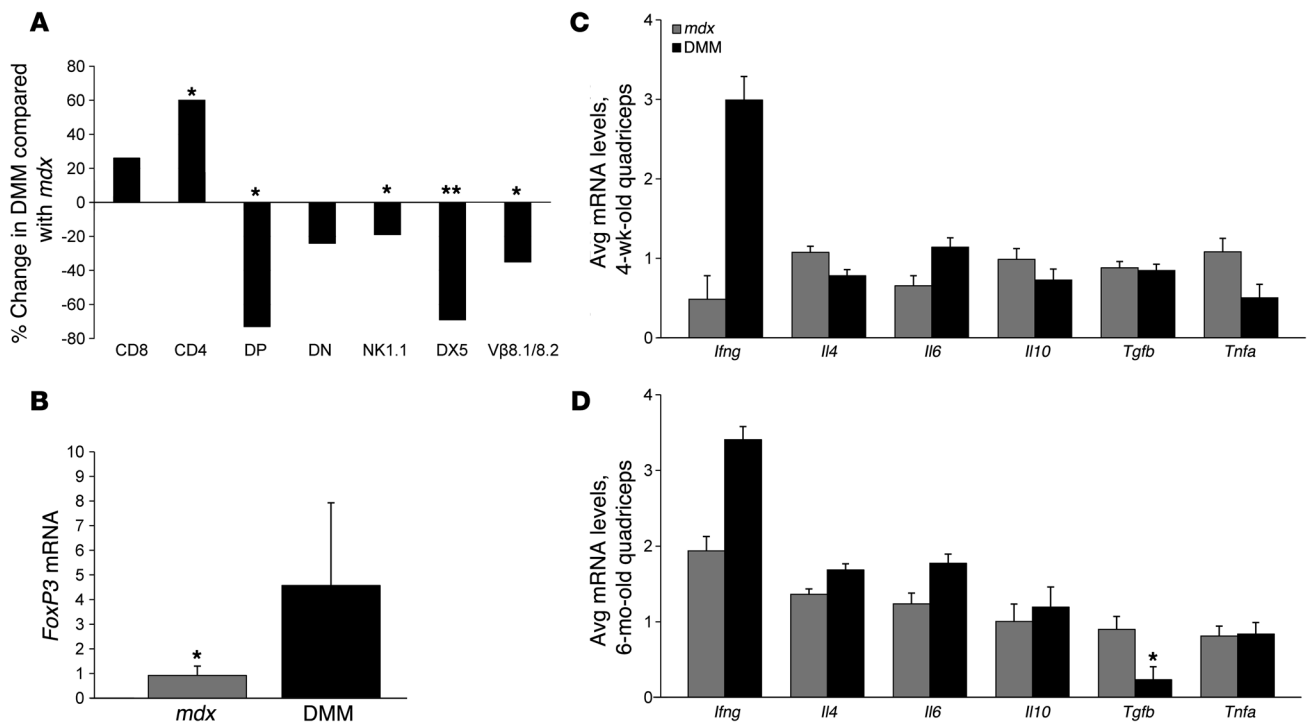 A
% Change in DMM compared
with mdx
80
60
40
20
0
-20
-40
-60
-80
*
*
*
**
*
CD8 CD4 DP DN NK1.1 DX5 Vβ8.1/8.2
B
FoxP3 mRNA
10
9
8
7
6
5
4
3
2
1
0
*
mdx DMM
C
Avg mRNA levels,
4-wk-old quadriceps
4
3
2
1
0
mdx
DMM
Ifng Il4 Il6 Il10 Tgfb Tnfa
D
Avg mRNA levels,
6-mo-old quadriceps
4
3
2
1
0
*
Ifng Il4 Il6 Il10 Tgfb Tnfa